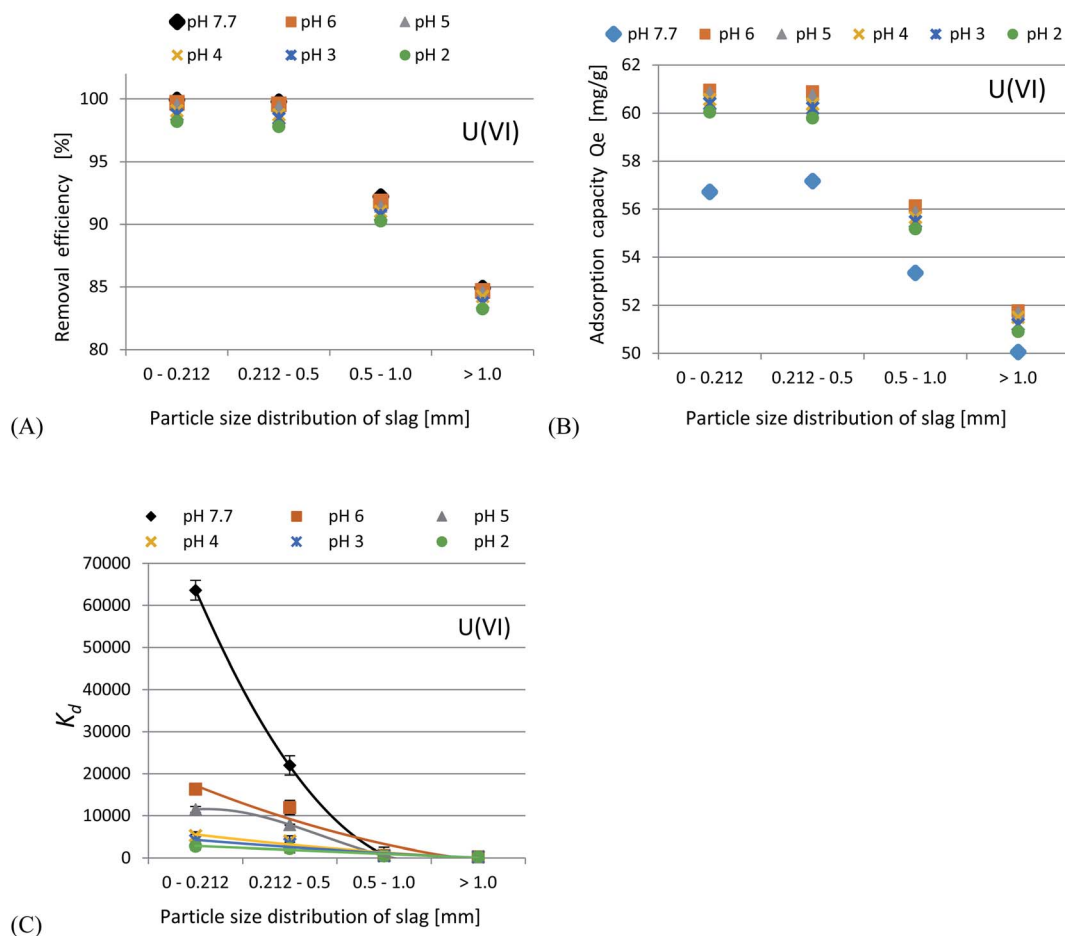 pH 7.7 pH 6 pH 5
pH 4 pH 3 pH 2
Removal efficiency [%]
100
95
90
85
80
U(VI)
0 - 0.212 0.212 - 0.5 0.5 - 1.0 > 1.0
Particle size distribution of slag [mm]
(A)
pH 7.7 pH 6 pH 5 pH 4 pH 3 pH 2
Adsorption capacity Qe [mg/g]
62
60
58
56
54
52
50
U(VI)
0 - 0.212 0.212 - 0.5 0.5 - 1.0 > 1.0
Particle size distribution of slag [mm]
(B)
pH 7.7 pH 6 pH 5
pH 4 pH 3 pH 2
Kd
70000
60000
50000
40000
30000
20000
10000
0
U(VI)
0 - 0.212 0.212 - 0.5 0.5 - 1.0 > 1.0
Particle size distribution of slag [mm]
(C)